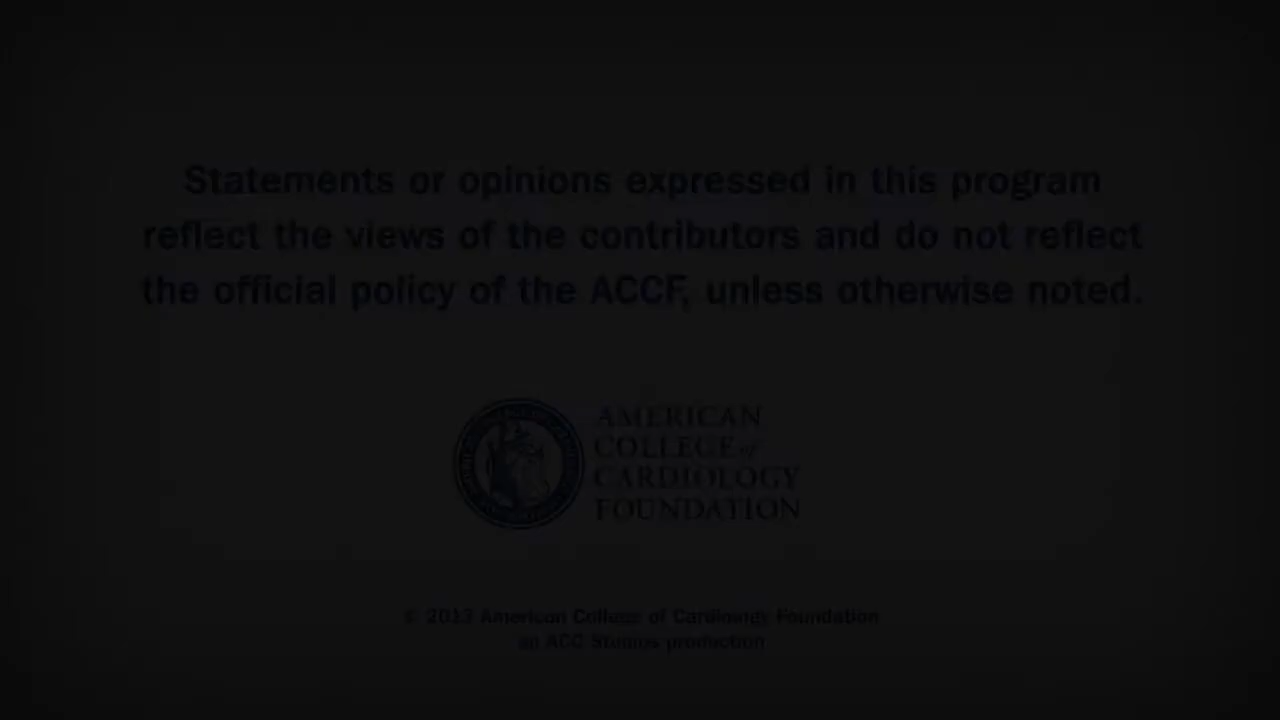 Statements or opinions expressed in this program
reflect the views of the contributors and do not reflect
the official policy of the ACCF, unless otherwise noted.
AMERICAN
COLLEGE of
CARDIOLOGY
FOUNDATION
© 2013 American College of Cardiology Foundation
an ACC Studios production